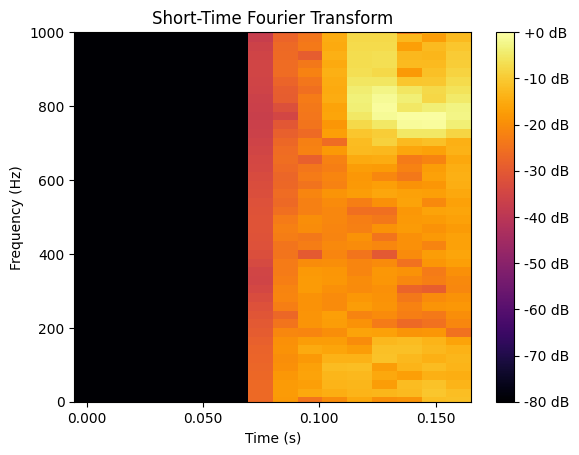 Short-Time Fourier Transform
Frequency (Hz)
1000
800
600
400
200
0
0.000
0.050
0.100
0.150
Time (s)
+0 dB
-10 dB
-20 dB
-30 dB
-40 dB
-50 dB
-60 dB
-70 dB
-80 dB